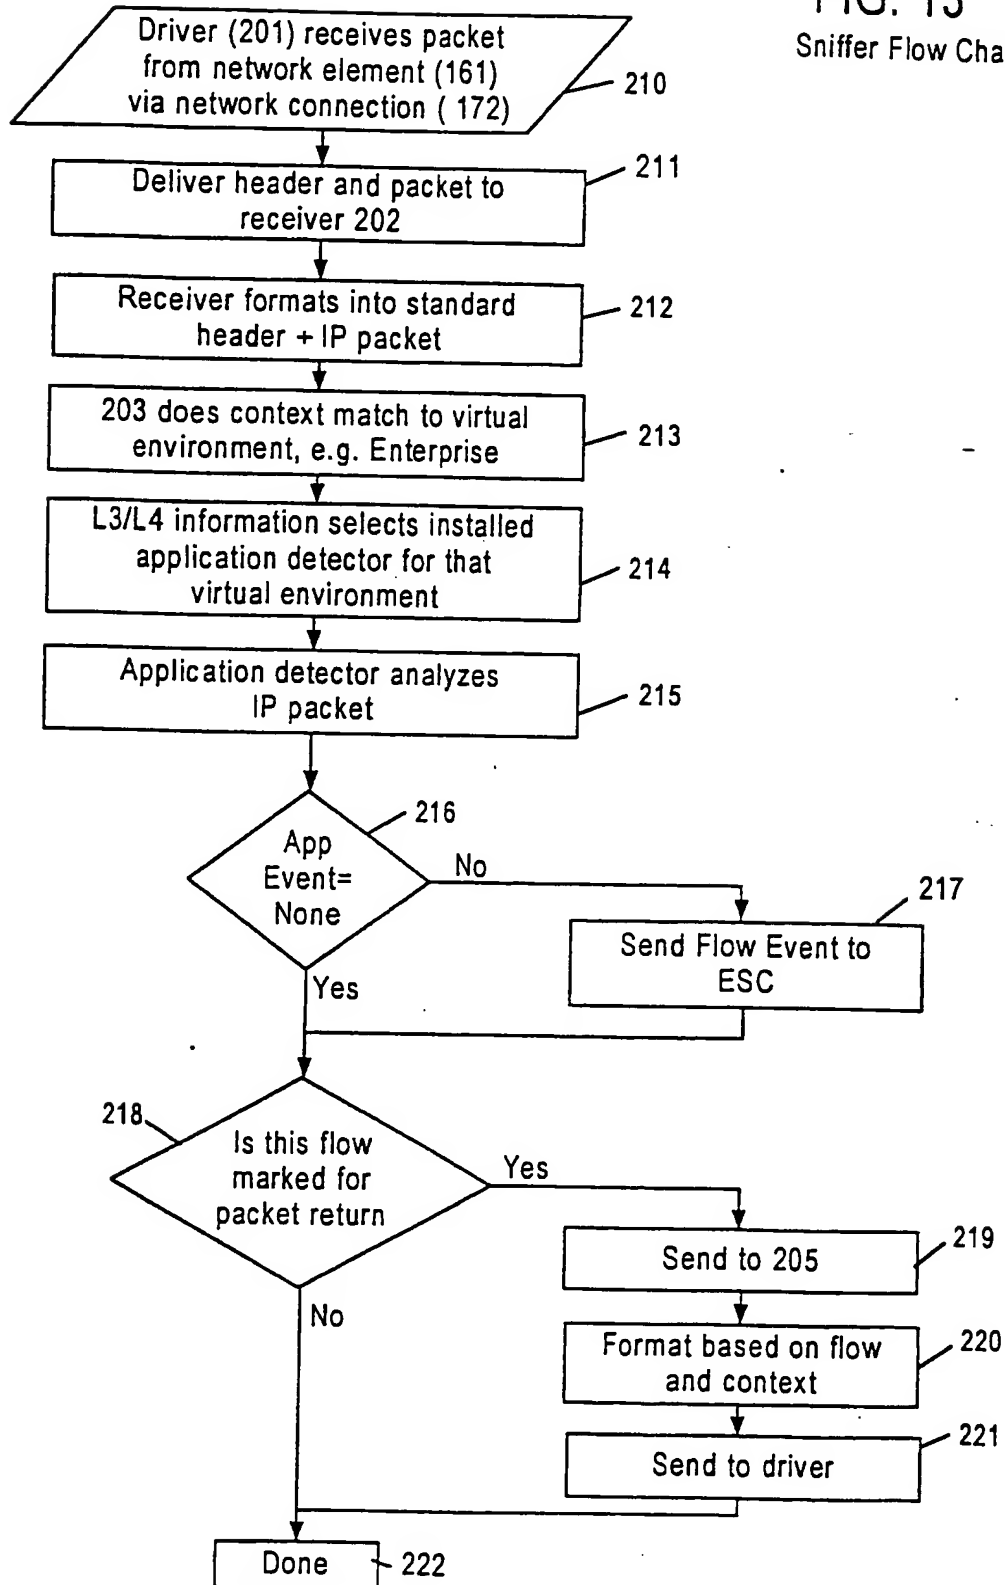 FIG. 13
Sniffer Flow Cha
Driver (201) receives packet
from network element (161)
via network connection ( 172)
210
211
Deliver header and packet to
receiver 202
Receiver formats into standard
header + IP packet
212
203 does context match to virtual
environment, e.g. Enterprise
213
L3/L4 information selects installed
application detector for that
virtual environment
214
Application detector analyzes
IP packet
215
216
App
Event=
None
No
217
Send Flow Event to
ESC
Yes
218
Is this flow
marked for
packet return
Yes
219
Send to 205
No
220
Format based on flow
and context
221
Send to driver
Done
222